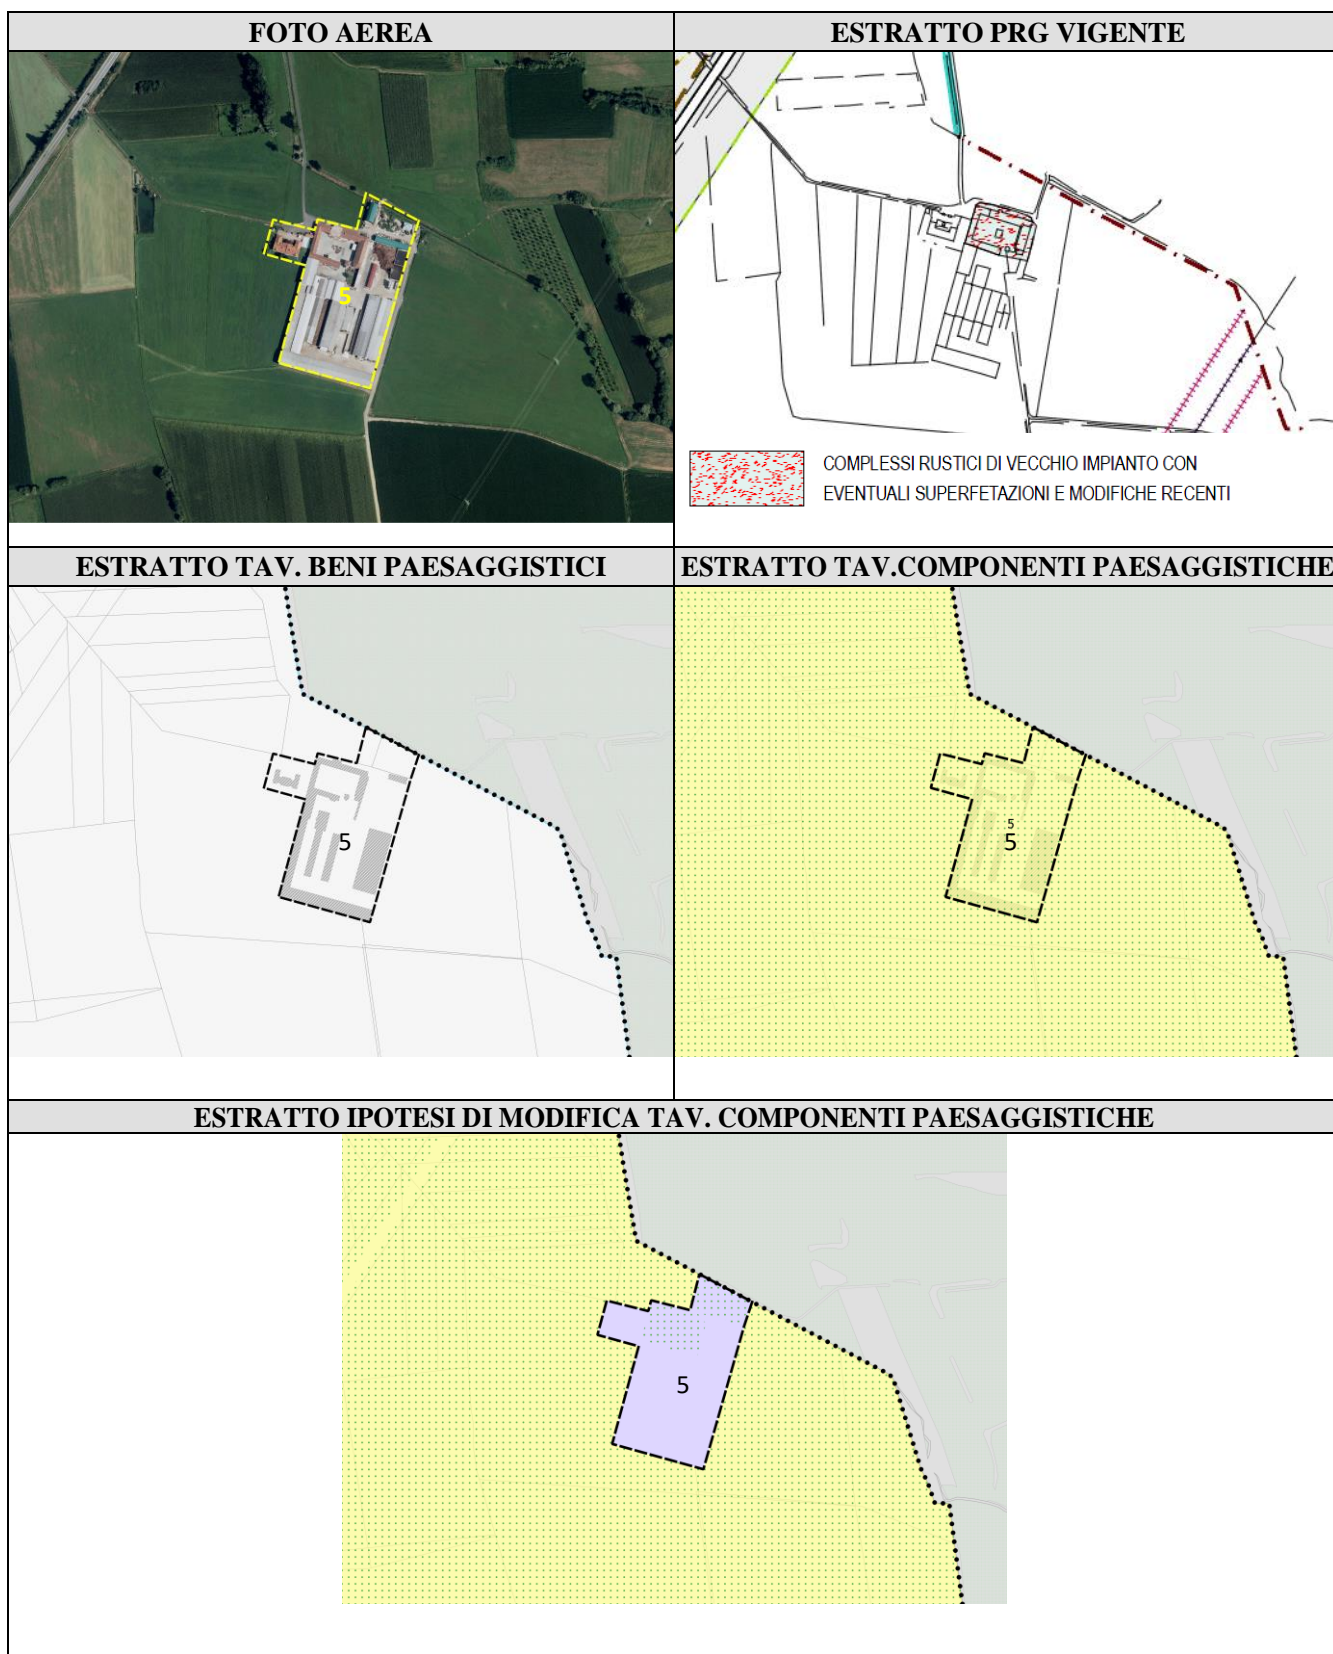 FOTO AEREA
ESTRATTO PRG VIGENTE
5
COMPLESSI RUSTICI DI VECCHIO IMPIANTO CON
EVENTUALI SUPERFETAZIONI E MODIFICHE RECENTI
ESTRATTO TAV. BENI PAESAGGISTICI
ESTRATTO TAV.COMPONENTI PAESAGGISTICHE
5
5
5
ESTRATTO IPOTESI DI MODIFICA TAV. COMPONENTI PAESAGGISTICHE
5